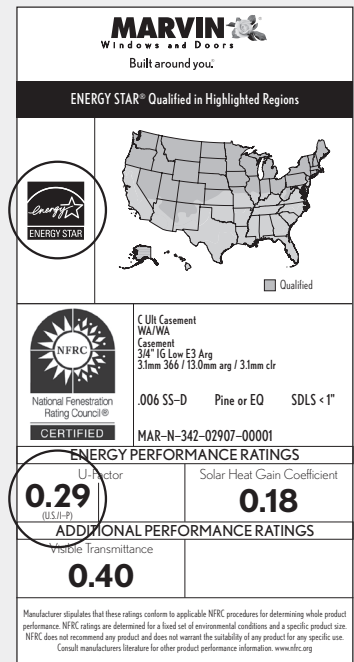 MARVIN
Windows and Doors
Built around you.®
ENERGY STAR® Qualified in Highlighted Regions
energy
ENERGY STAR
Qualified
NFRC
National Fenestration
Rating Council®
CERTIFIED
C Ult Casement
WA/WA
Casement
3/4" IG Low E3 Arg
3.1mm 366 / 13.0mm arg / 3.1mm clr
.006 SS–D Pine or EQ SDLS < 1"
MAR–N–342–02907–00001
ENERGY PERFORMANCE RATINGS
U-Factor
0.29
(U.S./I–P)
Solar Heat Gain Coefficient
0.18
ADDITIONAL PERFORMANCE RATINGS
Visible Transmittance
0.40
Manufacturer stipulates that these ratings conform to applicable NFRC procedures for determining whole product
performance. NFRC ratings are determined for a fixed set of environmental conditions and a specific product size.
NFRC does not recommend any product and does not warrant the suitability of any product for any specific use.
Consult manufacturers literature for other product performance information. www.nfrc.org